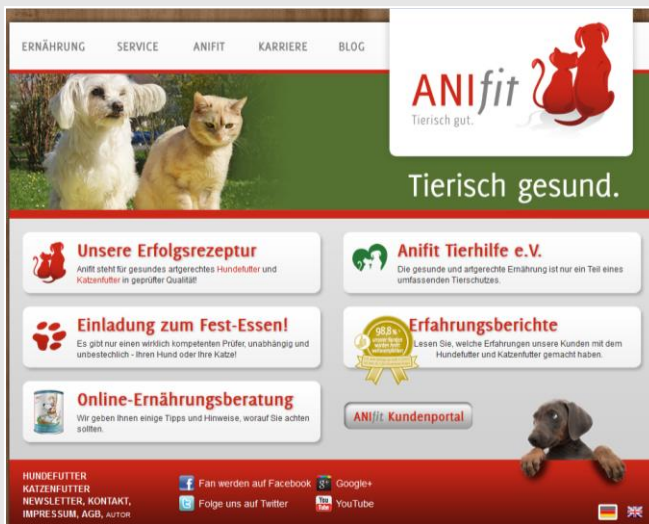 ERNÄHRUNG SERVICE ANIFIT KARRIERE BLOG
ANIfit
Tierisch gut.
Tierisch gesund.
Unsere Erfolgsrezeptur
Anifit steht für gesundes artgerechtes Hundefutter und
Katzenfutter in geprüfter Qualität!
Anifit Tierhilfe e.V.
Die gesunde und artgerechte Ernährung ist nur ein Teil eines
umfassenden Tierschutzes.
Einladung zum Fest-Essen!
Es gibt nur einen wirklich kompetenten Prüfer, unabhängig und
unbestechlich - Ihren Hund oder Ihre Katze!
98,8%
Erfahrungsberichte
Lesen Sie, welche Erfahrungen unsere Kunden mit dem
Hundefutter und Katzenfutter gemacht haben.
Online-Ernährungsberatung
Wir geben Ihnen einige Tipps und Hinweise, worauf Sie achten
sollten.
ANIfit Kundenportal
HUNDEFUTTER
KATZENFUTTER
NEWSLETTER, KONTAKT,
IMPRESSUM, AGB, AUTOR
Fan werden auf Facebook
Folge uns auf Twitter
Google+
YouTube